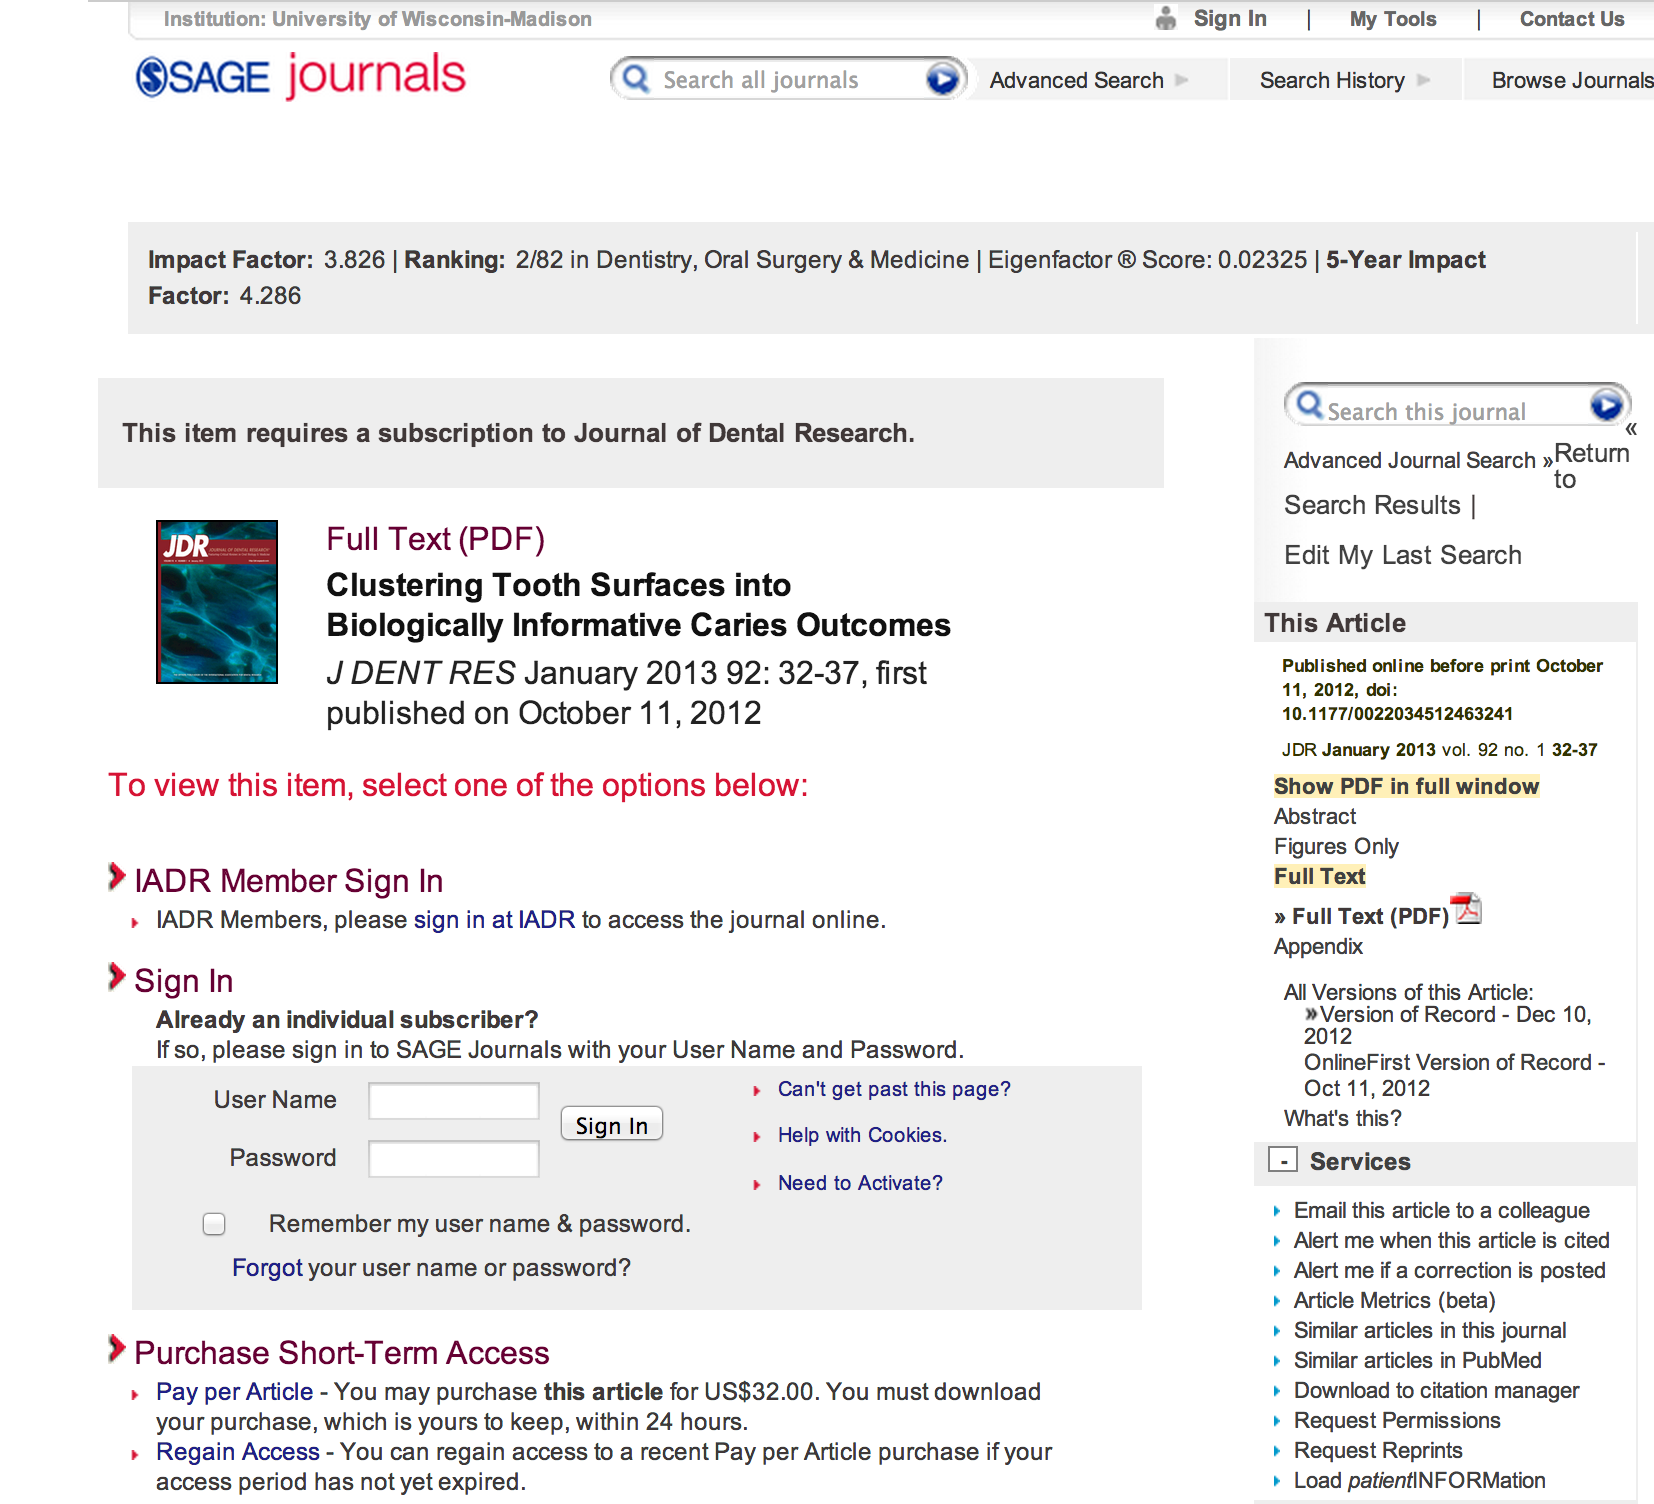 Institution: University of Wisconsin-Madison
Sign In | My Tools | Contact Us
SAGE journals
Search all journals
Advanced Search
Search History
Browse Journals
Impact Factor: 3.826 | Ranking: 2/82 in Dentistry, Oral Surgery & Medicine | Eigenfactor ® Score: 0.02325 | 5-Year Impact
Factor: 4.286
This item requires a subscription to Journal of Dental Research.
JDR
JOURNAL OF DENTAL RESEARCH
Full Text (PDF)
Clustering Tooth Surfaces into
Biologically Informative Caries Outcomes
J DENT RES January 2013 92: 32-37, first
published on October 11, 2012
To view this item, select one of the options below:
IADR Member Sign In
IADR Members, please sign in at IADR to access the journal online.
Sign In
Already an individual subscriber?
If so, please sign in to SAGE Journals with your User Name and Password.
User Name
Password
Sign In
Can't get past this page?
Help with Cookies.
Need to Activate?
Remember my user name & password.
Forgot your user name or password?
Purchase Short-Term Access
Pay per Article - You may purchase this article for US$32.00. You must download
your purchase, which is yours to keep, within 24 hours.
Regain Access - You can regain access to a recent Pay per Article purchase if your
access period has not yet expired.
Search this journal
«
Advanced Journal Search » Return
to
Search Results |
Edit My Last Search
This Article
Published online before print October
11, 2012, doi:
10.1177/0022034512463241
JDR January 2013 vol. 92 no. 1 32-37
Show PDF in full window
Abstract
Figures Only
Full Text
» Full Text (PDF)
Appendix
All Versions of this Article:
»Version of Record - Dec 10,
2012
OnlineFirst Version of Record -
Oct 11, 2012
What's this?
- Services
Email this article to a colleague
Alert me when this article is cited
Alert me if a correction is posted
Article Metrics (beta)
Similar articles in this journal
Similar articles in PubMed
Download to citation manager
Request Permissions
Request Reprints
Load patientINFORMation